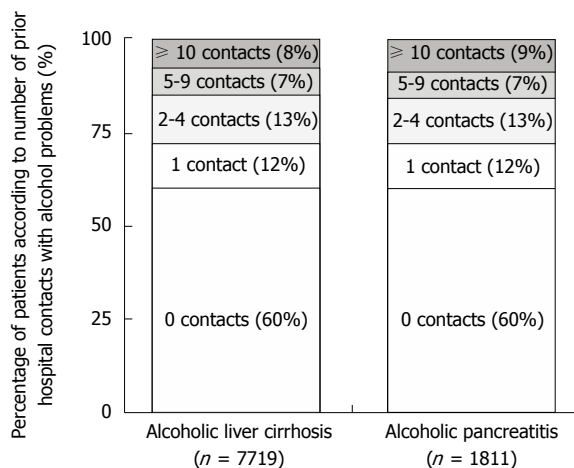 Percentage of patients according to number of prior
hospital contacts with alcohol problems (%)
100
75
50
25
0
≥ 10 contacts (8%)
5-9 contacts (7%)
2-4 contacts (13%)
1 contact (12%)
0 contacts (60%)
≥ 10 contacts (9%)
5-9 contacts (7%)
2-4 contacts (13%)
1 contact (12%)
0 contacts (60%)
Alcoholic liver cirrhosis
(n = 7719)
Alcoholic pancreatitis
(n = 1811)